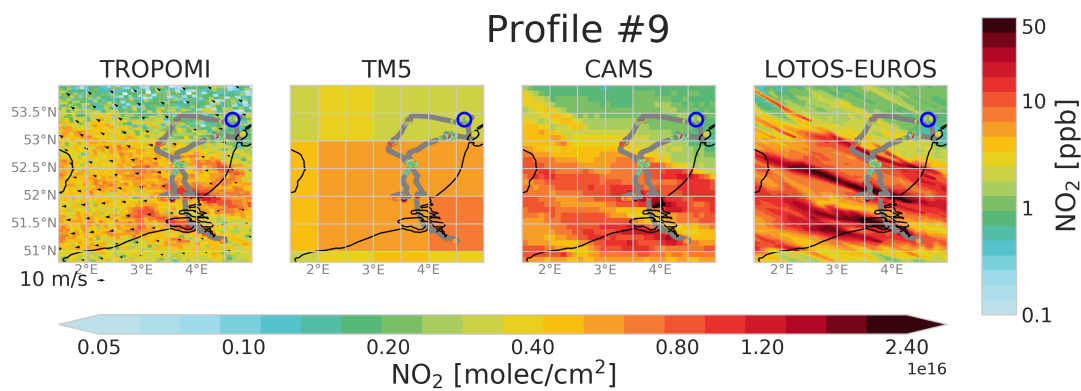 Profile #9
TROPOMI TM5 CAMS LOTOS-EUROS
53.5°N
53°N
52.5°N
52°N
51.5°N
51°N
2°E 3°E 4°E 2°E 3°E 4°E 2°E 3°E 4°E 2°E 3°E 4°E
10 m/s
50
10
1
0.1
NO₂ [ppb]
0.05 0.10 0.20 0.40 0.80 1.20 2.40
1e16
NO₂ [molec/cm²]